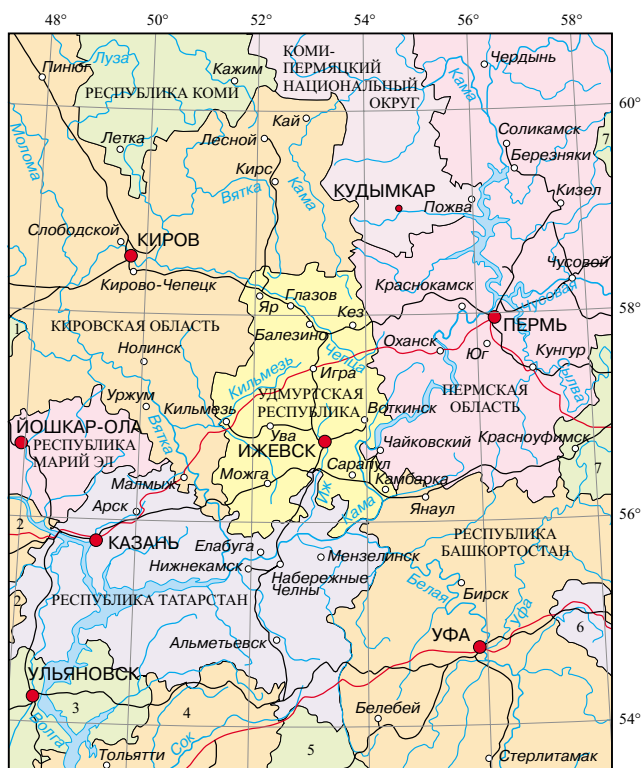 48° 50° 52° 54° 56° 58°
Луза
Пинюг
Кажим
РЕСПУБЛИКА КОМИ
КОМИ-
ПЕРМЯЦКИЙ
НАЦИОНАЛЬНЫЙ
ОКРУГ
Чердынь
Кама
60°
Молома
Летка
Лесной
Кай
Соликамск
Березняки
7
Кирс
Вятка
Кама
КУДЫМКАР
Пожва
Кизел
Слободской
КИРОВ
Кирово-Чепецк
Чусовой
Краснокамск
Чусовая
Яр
Глазов
58°
1
КИРОВСКАЯ ОБЛАСТЬ
Балезино
Кез
ПЕРМЬ
Нолинск
Чепца
Оханск
Юг
Кунгур
Кильмезь
Игра
Сылва
Уржум
УДМУРТСКАЯ
РЕСПУБЛИКА
ПЕРМСКАЯ
ОБЛАСТЬ
Кильмезь
Воткинск
ЙОШКАР-ОЛА
Вятка
Ува
РЕСПУБЛИКА
МАРИЙ ЭЛ
ИЖЕВСК
Чайковский
Красноуфимск
7
Малмыж
Можга
Сарапул
Камбарка
Иж
Арск
Кама
Янаул
56°
2
КАЗАНЬ
Елабуга
РЕСПУБЛИКА
БАШКОРТОСТАН
Нижнекамск
Мензелинск
Набережные
Челны
Белая
Бирск
2
РЕСПУБЛИКА ТАТАРСТАН
Уфа
6
Альметьевск
УФА
УЛЬЯНОВСК
3
4
Белебей
54°
Волга
Сок
5
Тольятти
Стерлитамак